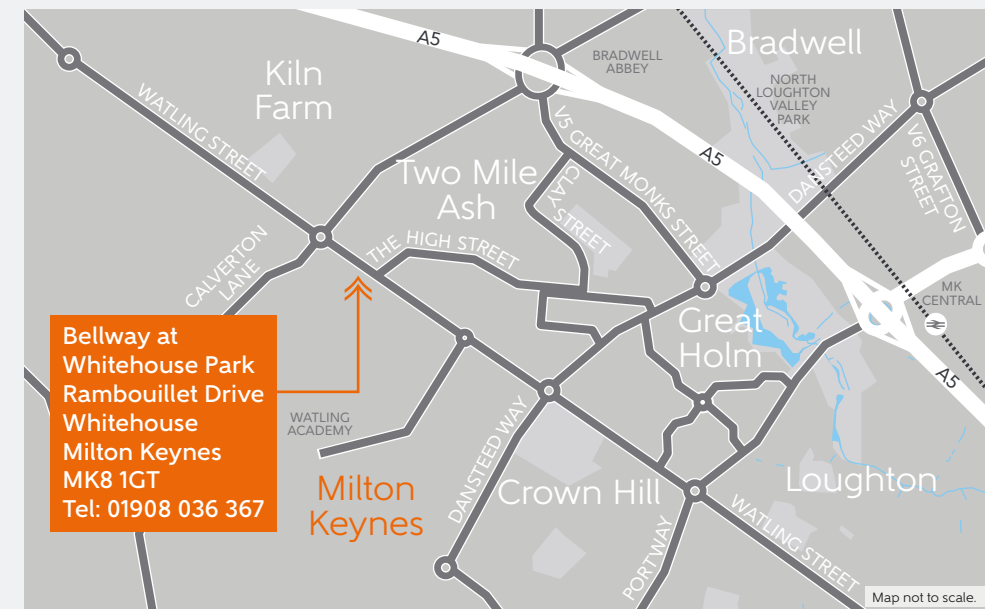 A5
BRADWELL
ABBEY
Bradwell
Kiln
Farm
NORTH
LOUGHTON
VALLEY
PARK
WATLING STREET
V5 GREAT MONKS STREET
A5
DANSTEED WAY
V6 GRAFTON
STREET
Two Mile
Ash
CLAY
STREET
THE HIGH STREET
CALVERTON
LANE
MK
CENTRAL
Great
Holm
Bellway at
Whitehouse Park
Rambouillet Drive
Whitehouse
Milton Keynes
MK8 1GT
Tel: 01908 036 367
A5
WATLING
ACADEMY
DANSTEED WAY
Milton
Keynes
Crown Hill
Loughton
PORTWAY
WATLING STREET
Map not to scale.